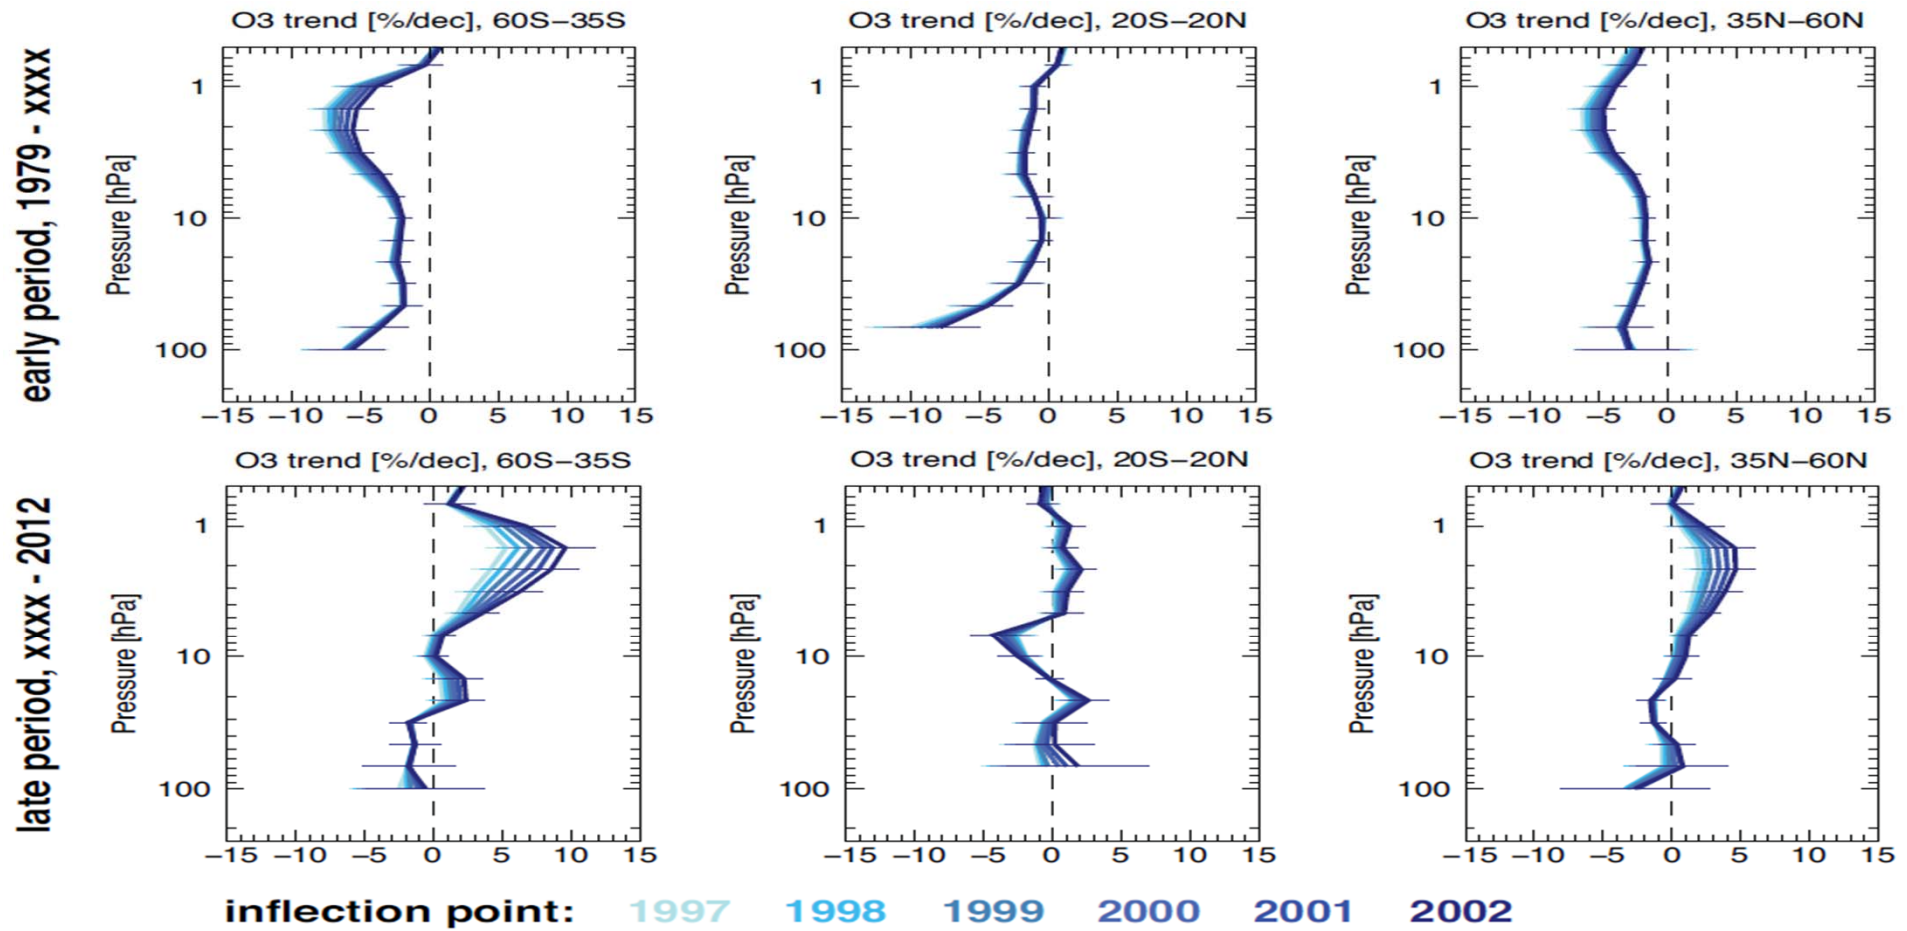 O3 trend [%/dec], 60S−35S
O3 trend [%/dec], 20S−20N
O3 trend [%/dec], 35N−60N
early period, 1979 - xxxx
Pressure [hPa]
1
10
100
−15 −10 −5 0 5 10 15
Pressure [hPa]
1
10
100
−15 −10 −5 0 5 10 15
Pressure [hPa]
1
10
100
−15 −10 −5 0 5 10 15
O3 trend [%/dec], 60S−35S
O3 trend [%/dec], 20S−20N
O3 trend [%/dec], 35N−60N
late period, xxxx - 2012
Pressure [hPa]
1
10
100
−15 −10 −5 0 5 10 15
Pressure [hPa]
1
10
100
−15 −10 −5 0 5 10 15
Pressure [hPa]
1
10
100
−15 −10 −5 0 5 10 15
inflection point: 1997 1998 1999 2000 2001 2002